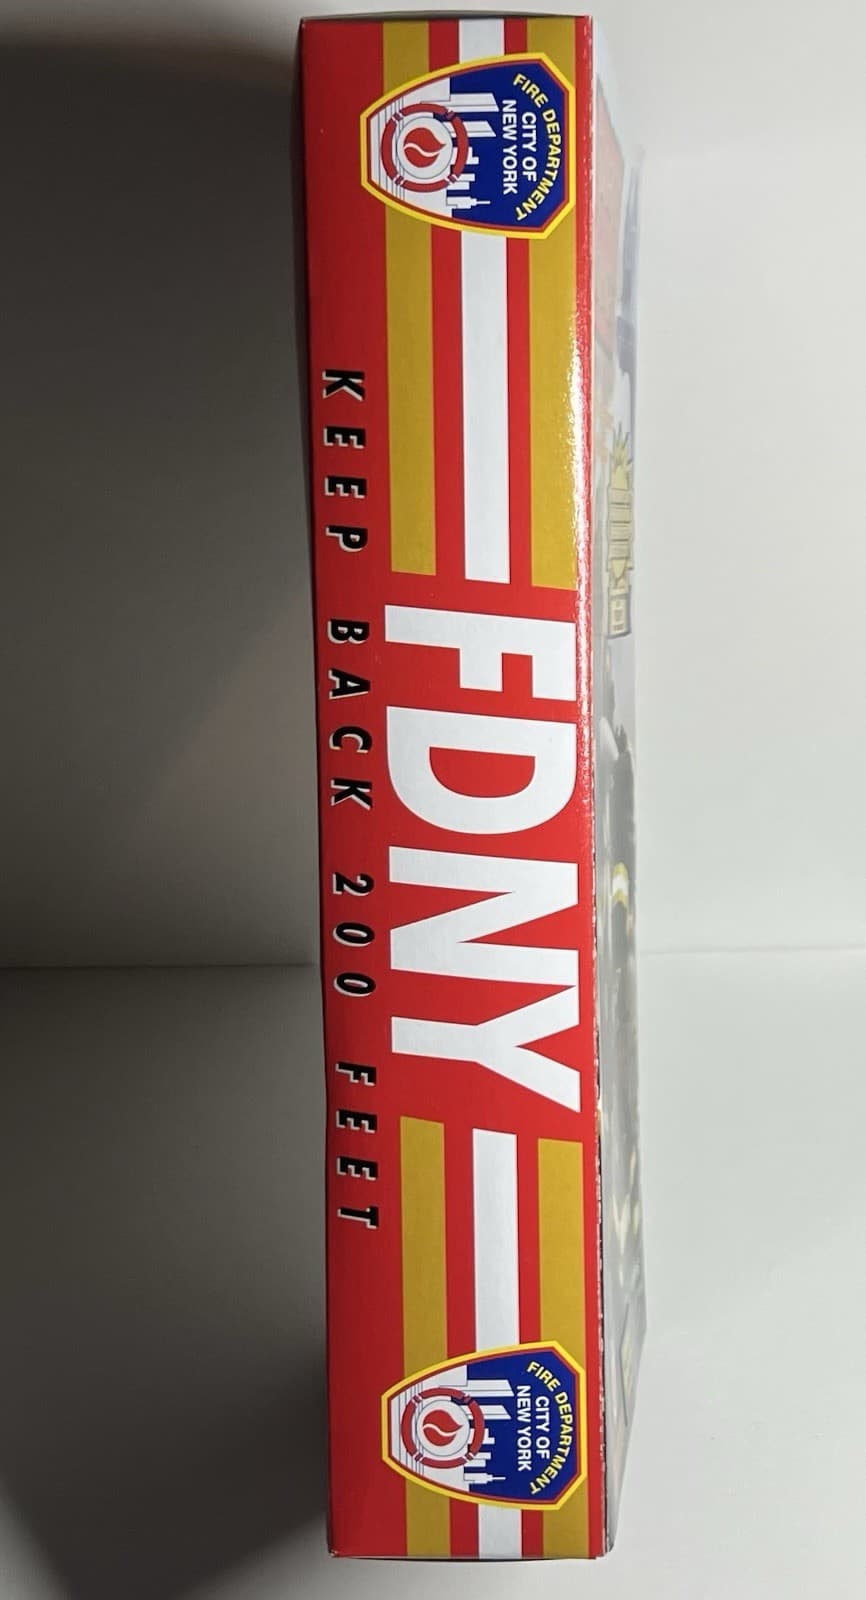 FIRE DEPARTMENT
CITY OF
NEW YORK
FDNY
KEEP BACK 200 FEET
FIRE DEPARTMENT
CITY OF
NEW YORK